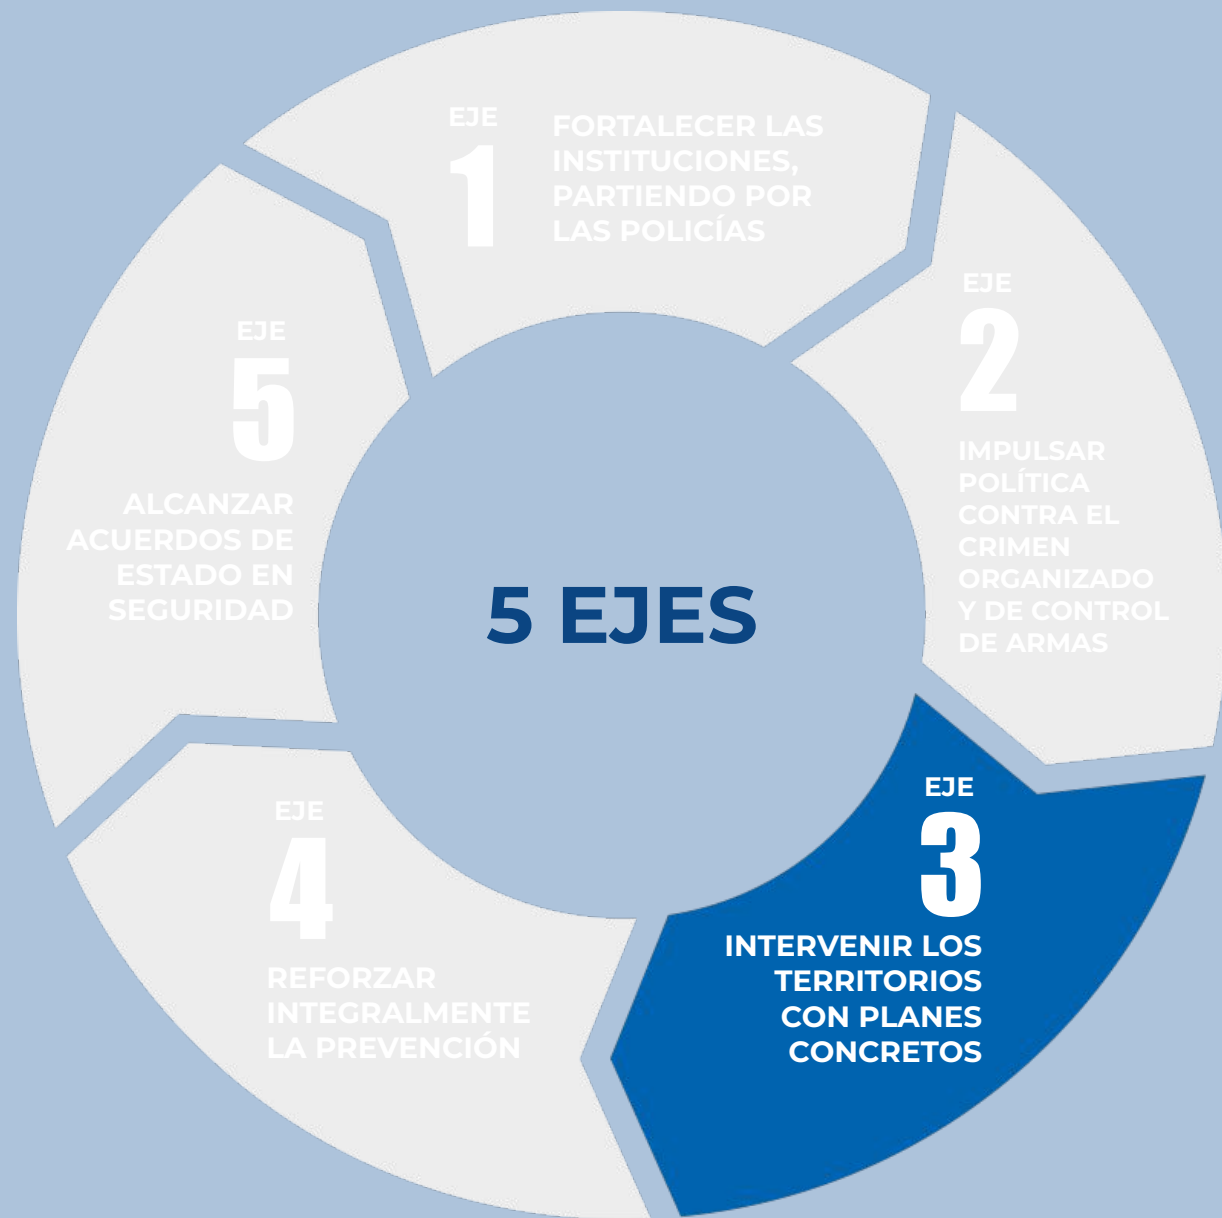 EJE
1
FORTALECER LAS
INSTITUCIONES,
PARTIENDO POR
LAS POLICÍAS
EJE
2
IMPULSAR
POLÍTICA
CONTRA EL
CRIMEN
ORGANIZADO
Y DE CONTROL
DE ARMAS
EJE
3
INTERVENIR LOS
TERRITORIOS
CON PLANES
CONCRETOS
EJE
4
REFORZAR
INTEGRALMENTE
LA PREVENCIÓN
EJE
5
ALCANZAR
ACUERDOS DE
ESTADO EN
SEGURIDAD
5 EJES